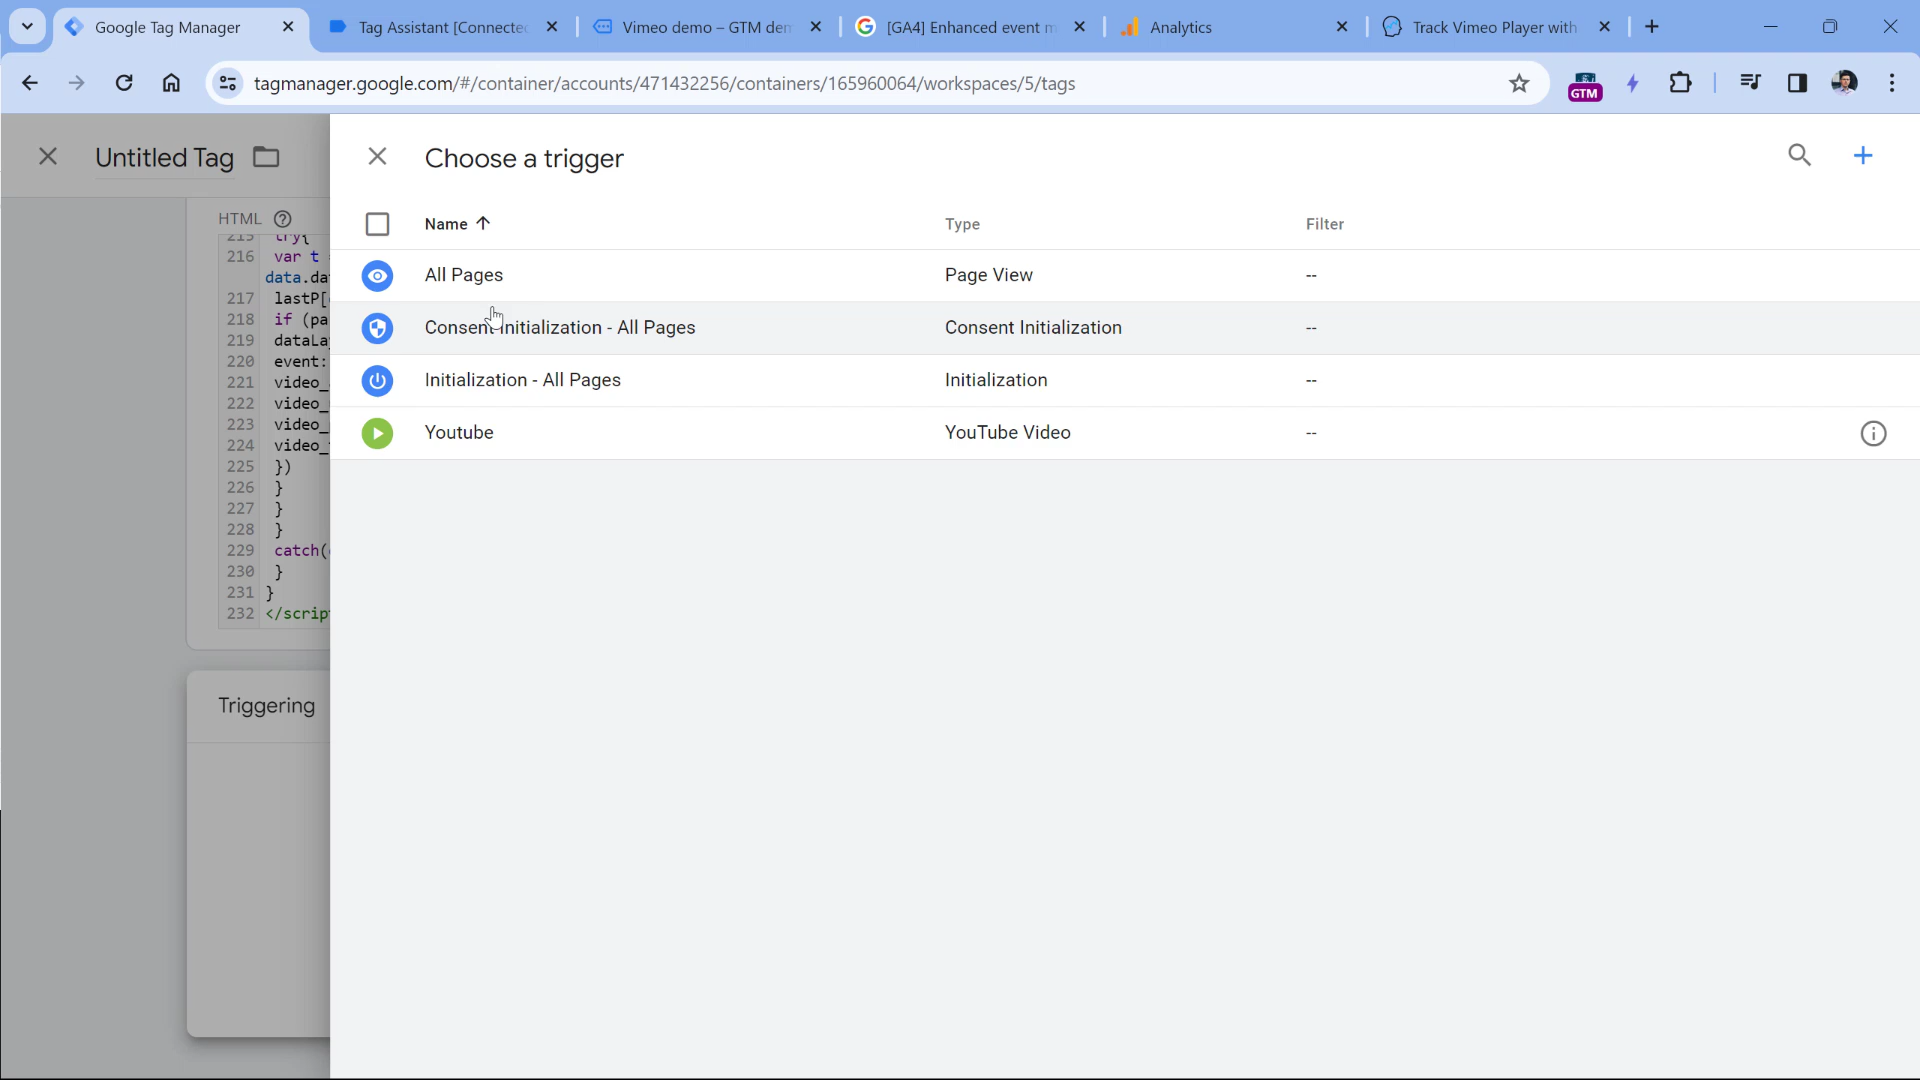 Google Tag Manager
Tag Assistant [Connected
Vimeo demo – GTM dem
[GA4] Enhanced event m
Analytics
Track Vimeo Player with
tagmanager.google.com/#/container/accounts/471432256/containers/165960064/workspaces/5/tags
GTM
Untitled Tag
Choose a trigger
HTML
Name
Type
Filter
215 try{
216 var t =
data.da
217 lastP[
218 if (pa
219 dataLa
220 event:
221 video_
222 video_
223 video_
224 video_
225 })
226 }
227 }
228 }
229 catch(
230 }
231 }
232 </scrip
All Pages
Page View
--
Consent Initialization - All Pages
Consent Initialization
--
Initialization - All Pages
Initialization
--
Youtube
YouTube Video
--
Triggering